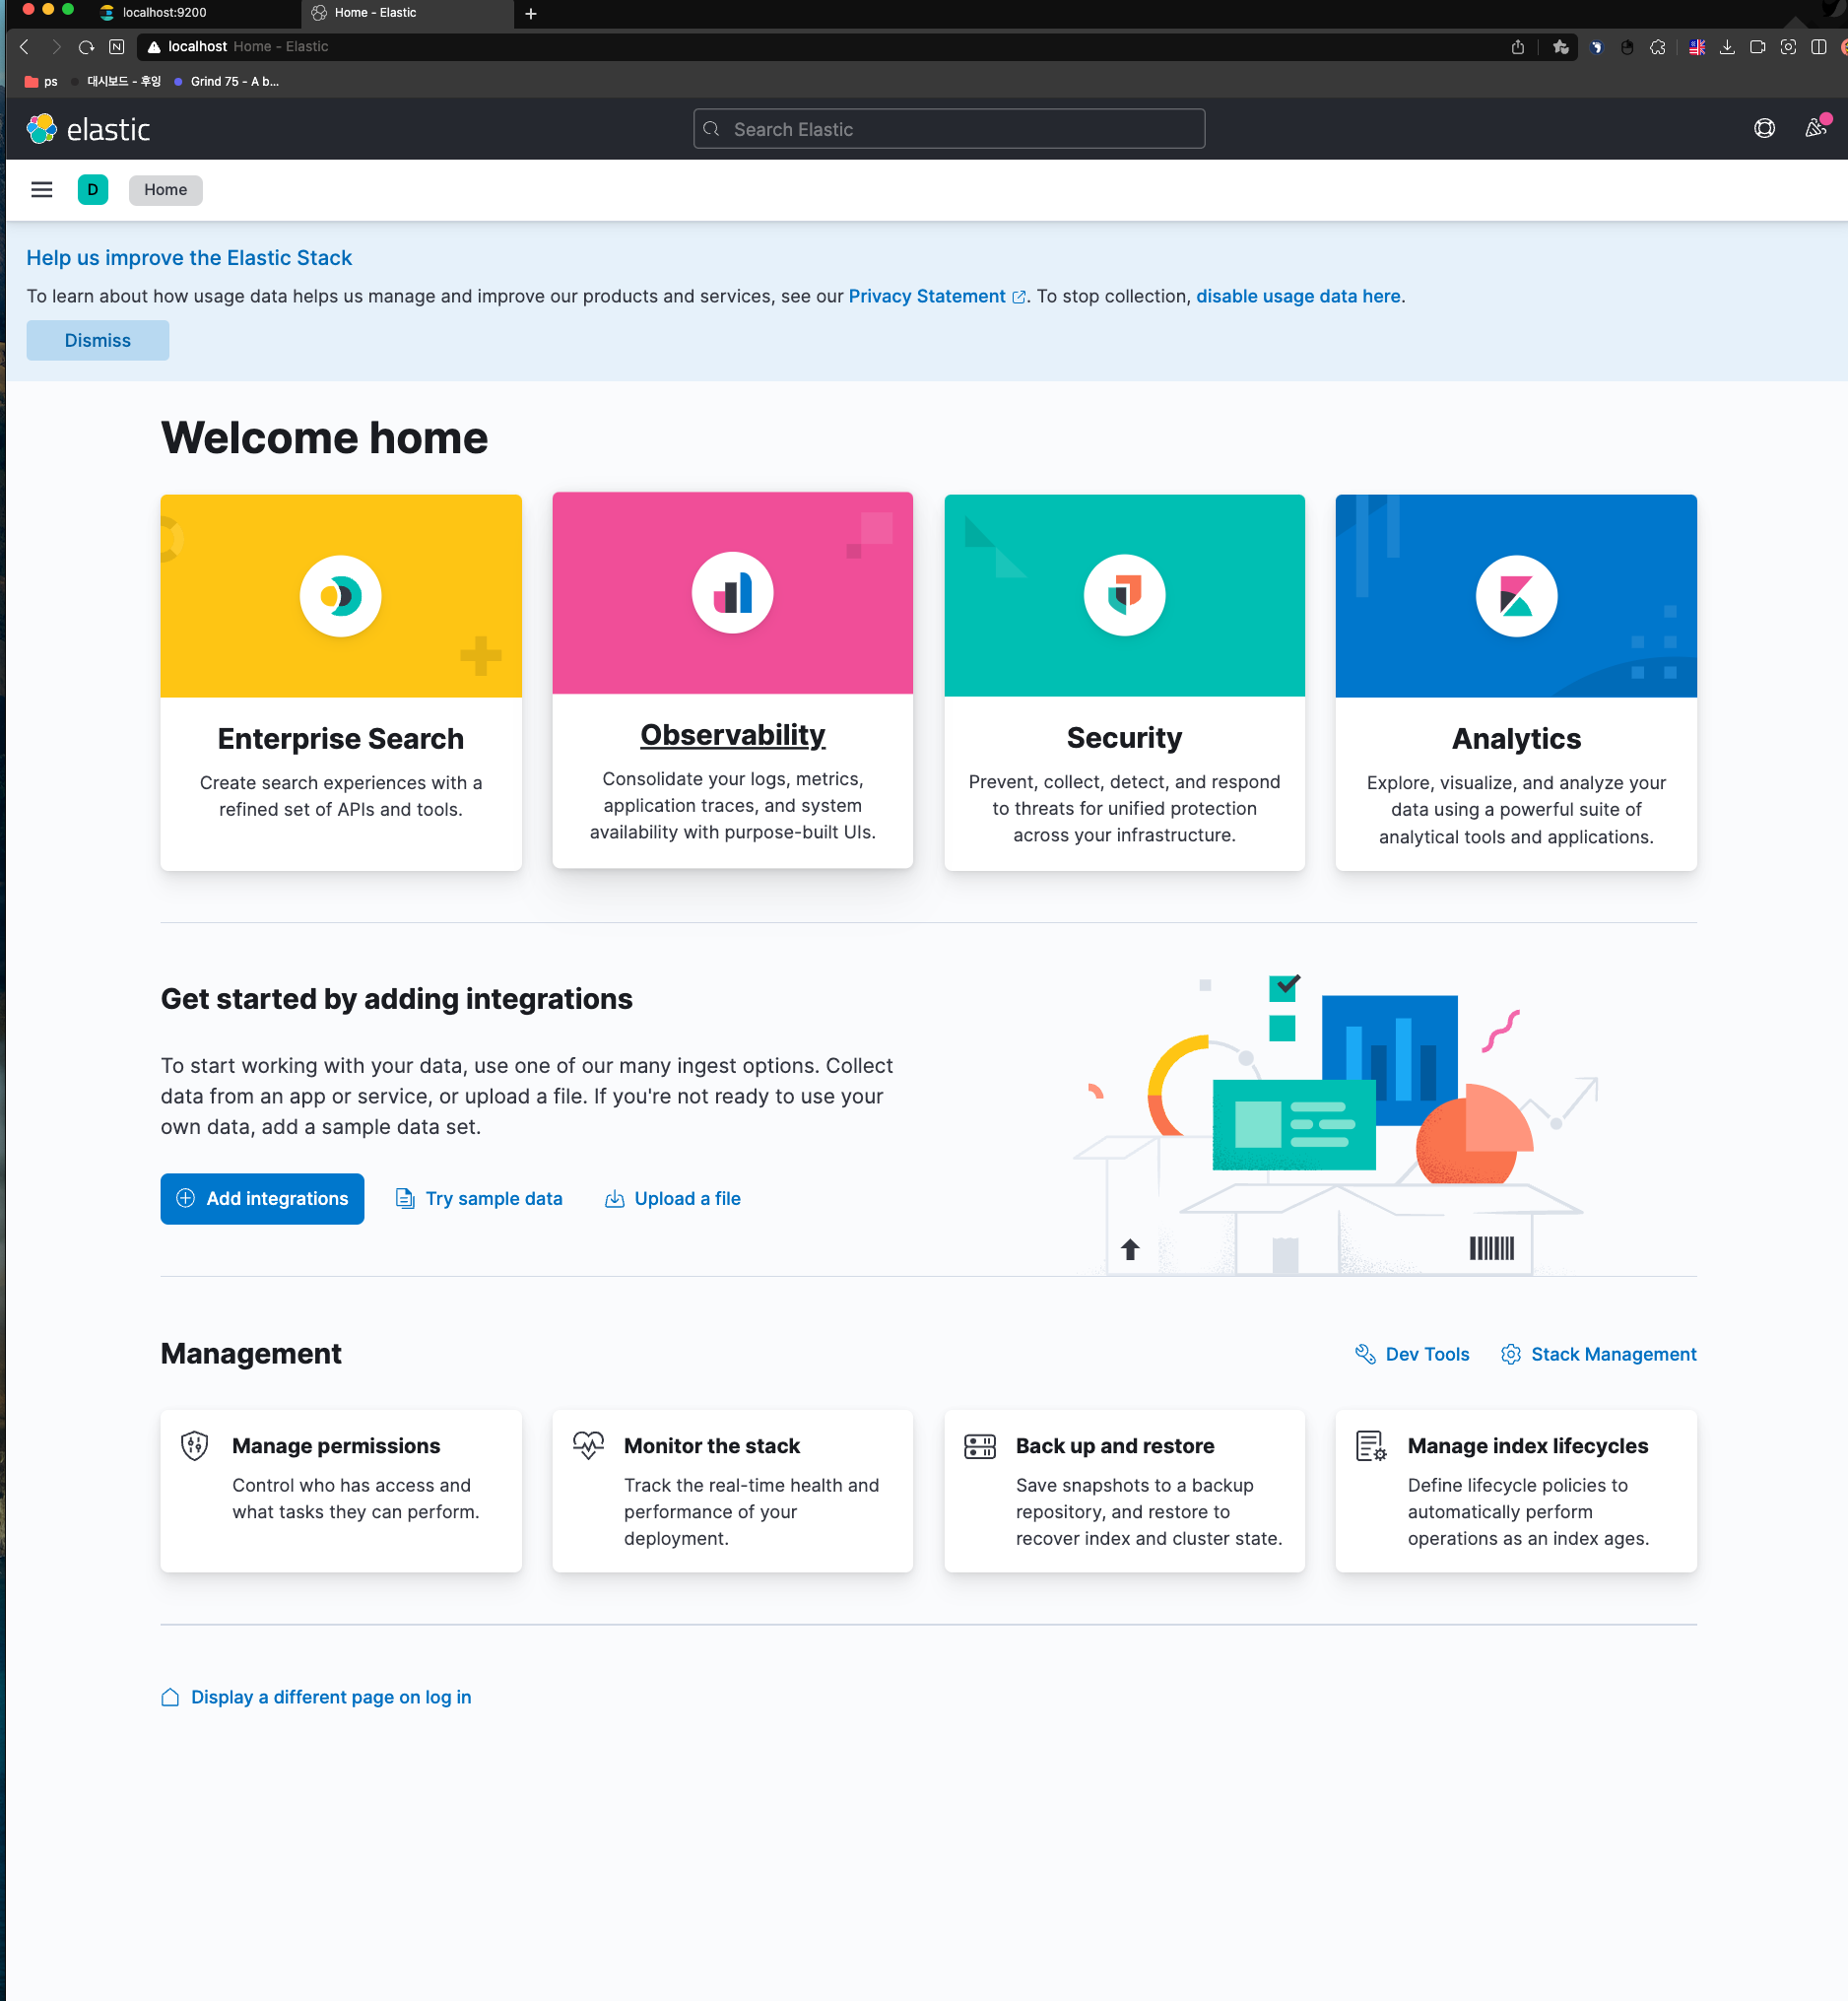 localhost:9200
Home - Elastic
localhost Home - Elastic
ps
대시보드 - 후잉
Grind 75 - A b...
elastic
Search Elastic
D
Home
Help us improve the Elastic Stack
To learn about how usage data helps us manage and improve our products and services, see our Privacy Statement. To stop collection, disable usage data here.
Dismiss
Welcome home
Enterprise Search
Create search experiences with a
refined set of APIs and tools.
Observability
Consolidate your logs, metrics,
application traces, and system
availability with purpose-built UIs.
Security
Prevent, collect, detect, and respond
to threats for unified protection
across your infrastructure.
Analytics
Explore, visualize, and analyze your
data using a powerful suite of
analytical tools and applications.
Get started by adding integrations
To start working with your data, use one of our many ingest options. Collect
data from an app or service, or upload a file. If you're not ready to use your
own data, add a sample data set.
Add integrations
Try sample data
Upload a file
Management
Dev Tools
Stack Management
Manage permissions
Control who has access and
what tasks they can perform.
Monitor the stack
Track the real-time health and
performance of your
deployment.
Back up and restore
Save snapshots to a backup
repository, and restore to
recover index and cluster state.
Manage index lifecycles
Define lifecycle policies to
automatically perform
operations as an index ages.
Display a different page on log in